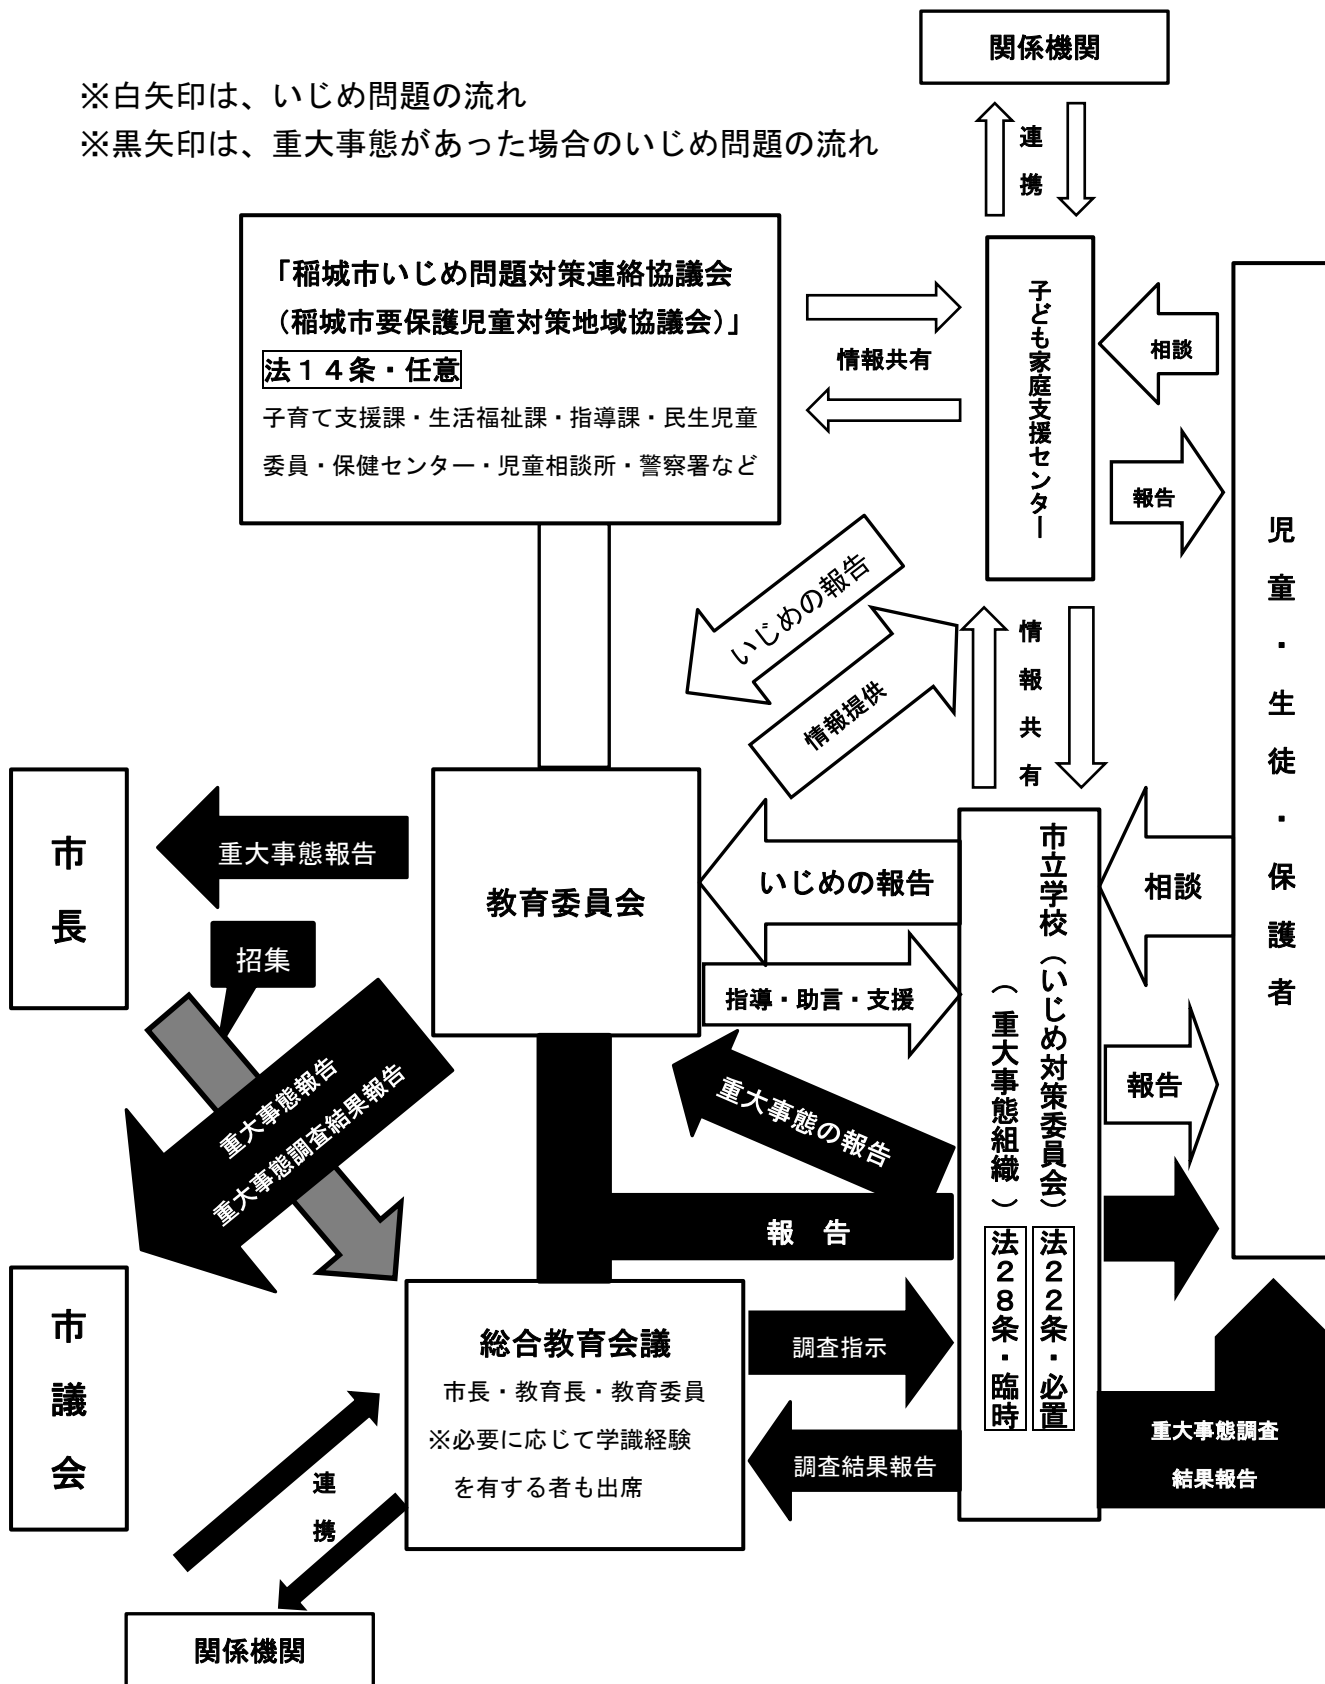 関係機関
※白矢印は、いじめ問題の流れ
※黒矢印は、重大事態があった場合のいじめ問題の流れ
連携
「稲城市いじめ問題対策連絡協議会
（稲城市要保護児童対策地域協議会）」
法１４条・任意
子育て支援課・生活福祉課・指導課・民生児童
委員・保健センター・児童相談所・警察署など
情報共有
子ども家庭支援センター
相談
報告
児童・生徒・保護者
いじめの報告
情報提供
情報共有
市長
重大事態報告
教育委員会
いじめの報告
指導・助言・支援
市立学校（いじめ対策委員会）
（重大事態組織）
法２２条・必置
法２８条・臨時
相談
報告
招集
重大事態報告
重大事態調査結果報告
重大事態の報告
報　告
市議会
総合教育会議
市長・教育長・教育委員
※必要に応じて学識経験
を有する者も出席
調査指示
調査結果報告
重大事態調査
結果報告
連携
関係機関